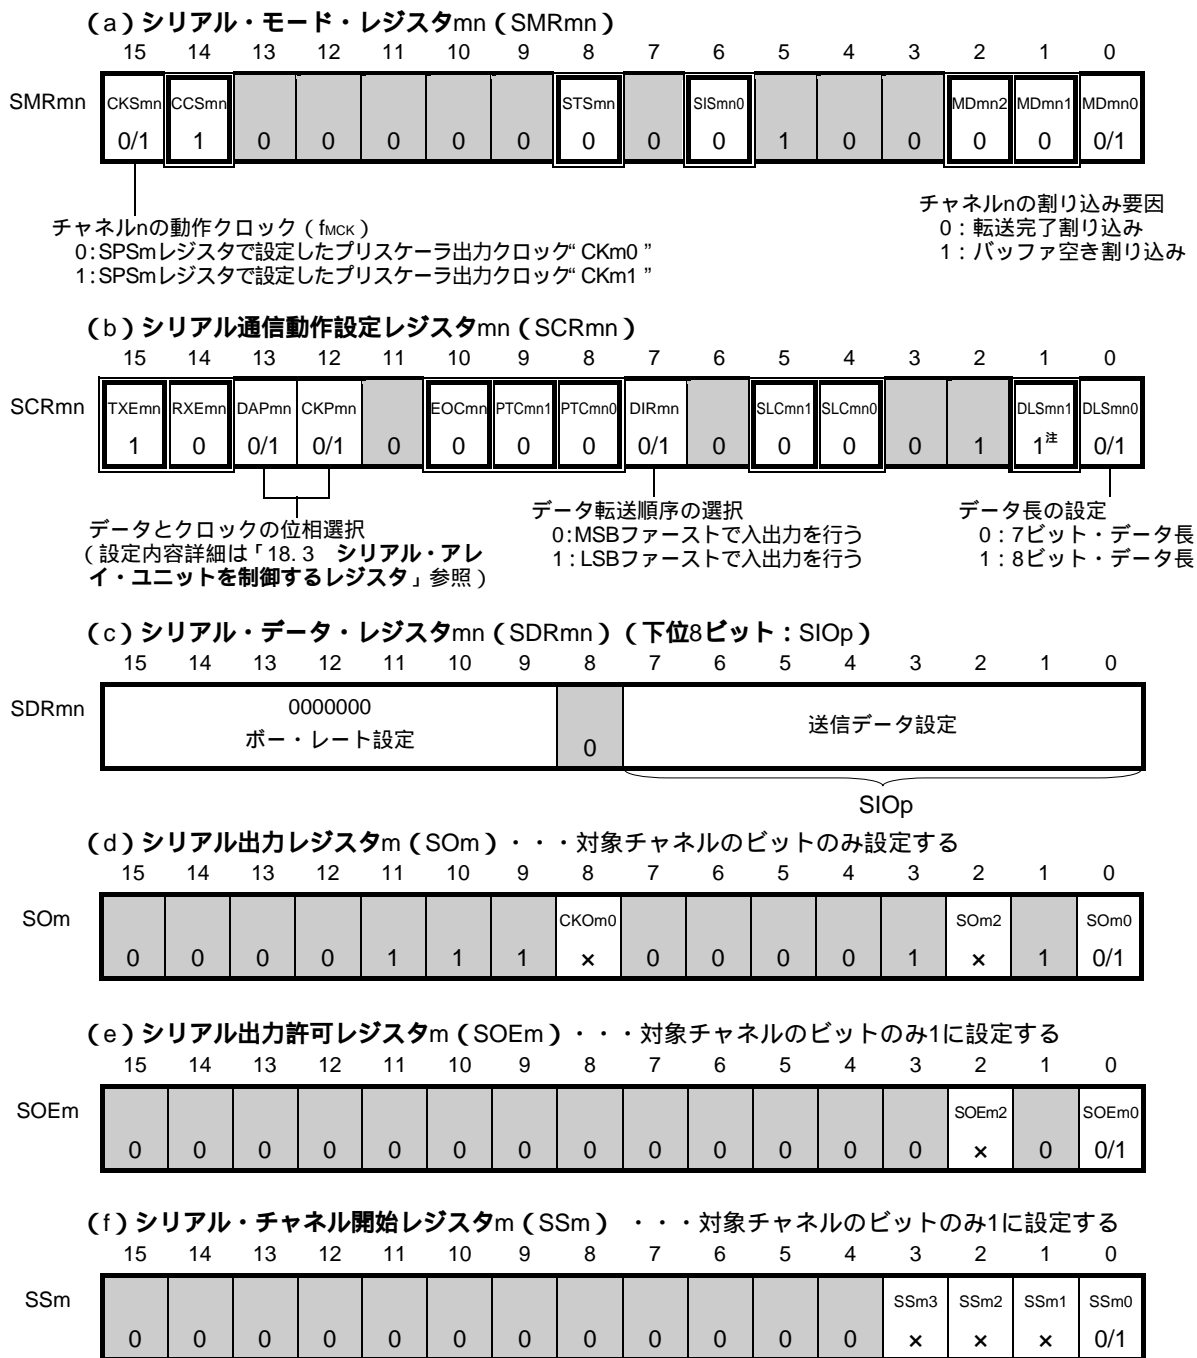 (a)シリアル・モード・レジスタmn(SMRmn)
15 14 13 12 11 10 9 8 7 6 5 4 3 2 1 0
SMRmn CKSmn CCSmn STSmn SISmn0 MDmn2 MDmn1 MDmn0
0/1 1 0 0 0 0 0 0 0 0 1 0 0 0 0 0/1
チャネルnの動作クロック(fMCK)
0:SPSmレジスタで設定したプリスケーラ出力クロック“CKm0”
1:SPSmレジスタで設定したプリスケーラ出力クロック“CKm1”
チャネルnの割り込み要因
0:転送完了割り込み
1:バッファ空き割り込み
(b)シリアル通信動作設定レジスタmn(SCRmn)
15 14 13 12 11 10 9 8 7 6 5 4 3 2 1 0
SCRmn TXEmn RXEmn DAPmn CKPmn EOCmn PTCmn1 PTCmn0 DIRmn SLCmn1 SLCmn0 DLSmn1 DLSmn0
1 0 0/1 0/1 0 0 0 0 0/1 0 0 0 0 1 1注 0/1
データとクロックの位相選択
(設定内容詳細は「18.3 シリアル・アレ
イ・ユニットを制御するレジスタ」参照)
データ転送順序の選択
0:MSBファーストで入出力を行う
1:LSBファーストで入出力を行う
データ長の設定
0:7ビット・データ長
1:8ビット・データ長
(c)シリアル・データ・レジスタmn(SDRmn)(下位8ビット:SIOp)
15 14 13 12 11 10 9 8 7 6 5 4 3 2 1 0
SDRmn 0000000
ボー・レート設定 0 送信データ設定
SIOp
(d)シリアル出力レジスタm(SOm)・・・対象チャネルのビットのみ設定する
15 14 13 12 11 10 9 8 7 6 5 4 3 2 1 0
SOm CKOm0 SOm2 SOm0
0 0 0 0 1 1 1 × 0 0 0 0 1 × 1 0/1
(e)シリアル出力許可レジスタm(SOEm)・・・対象チャネルのビットのみ1に設定する
15 14 13 12 11 10 9 8 7 6 5 4 3 2 1 0
SOEm SOEm2 SOEm0
0 0 0 0 0 0 0 0 0 0 0 0 0 × 0 0/1
(f)シリアル・チャネル開始レジスタm(SSm) ・・・対象チャネルのビットのみ1に設定する
15 14 13 12 11 10 9 8 7 6 5 4 3 2 1 0
SSm SSm3 SSm2 SSm1 SSm0
0 0 0 0 0 0 0 0 0 0 0 0 × × × 0/1